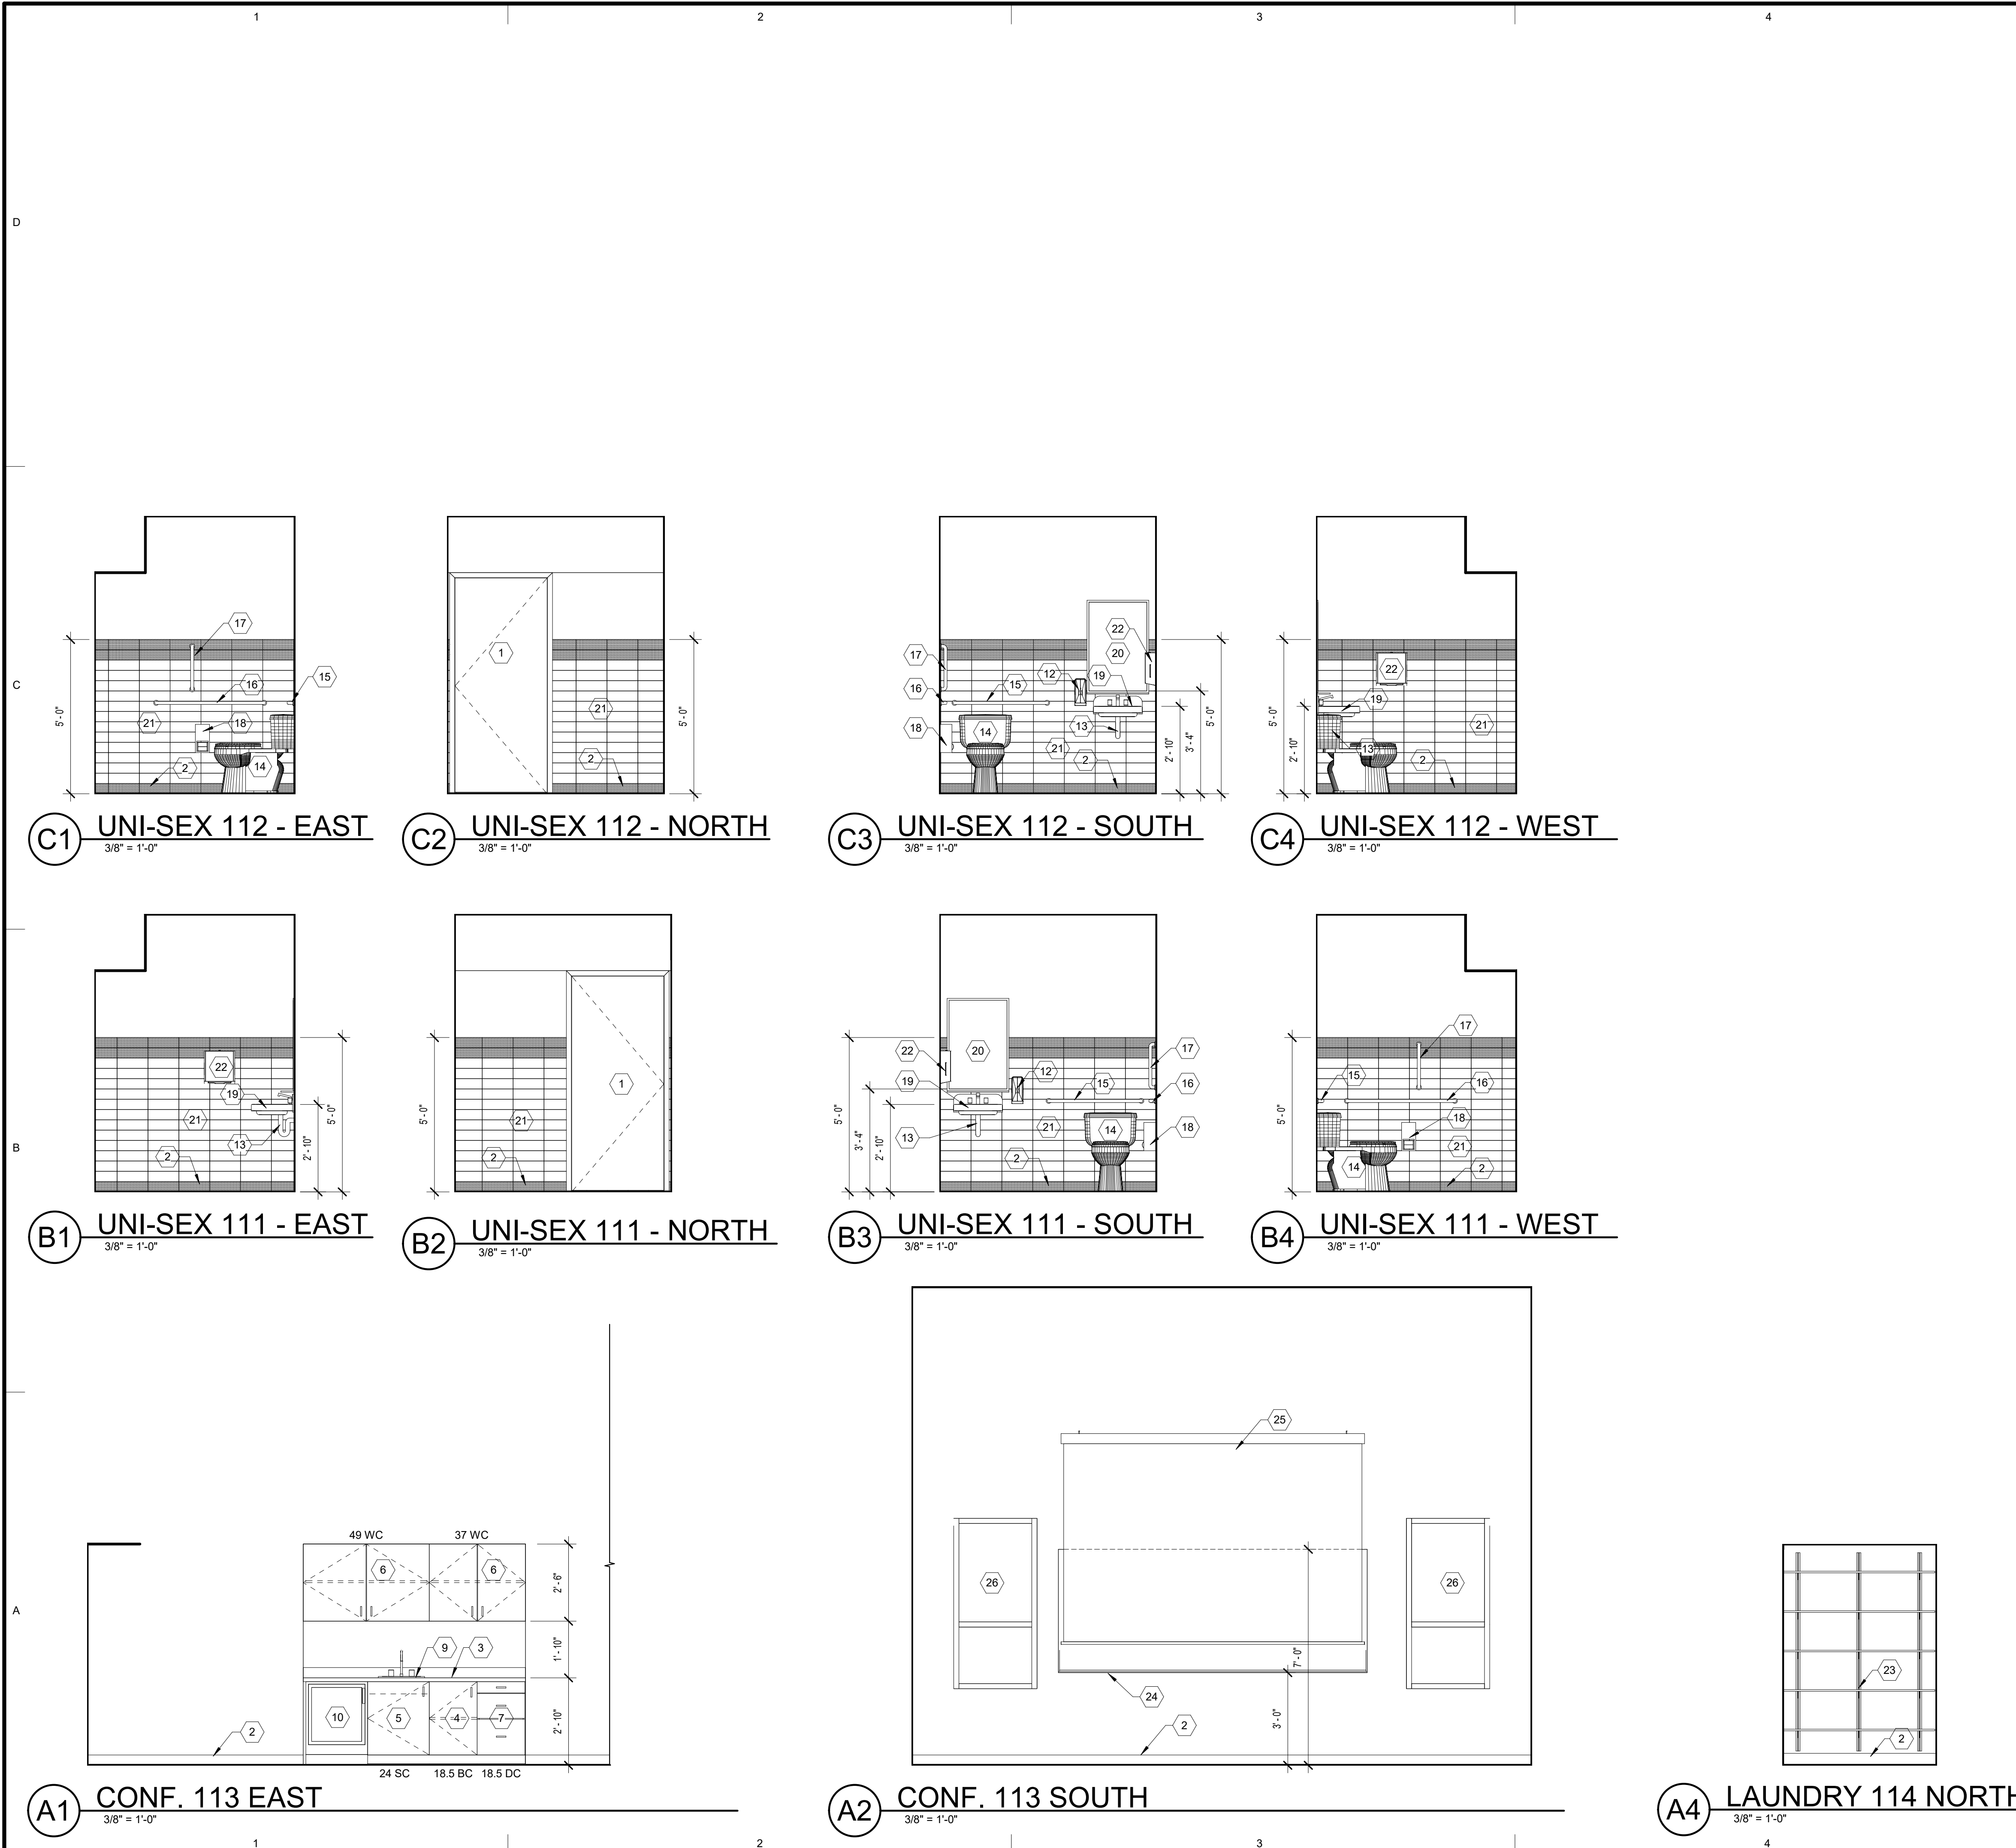 1 2 3 4
D
C
B
A
17
16
15
21
18
2
14
5'-0"
C1 UNI-SEX 112 - EAST
3/8" = 1'-0"
1
21
2
5'-0"
C2 UNI-SEX 112 - NORTH
3/8" = 1'-0"
22
20
17
12
19
16
15
18
14
13
21
2
2'-10"
3'-4"
5'-0"
C3 UNI-SEX 112 - SOUTH
3/8" = 1'-0"
22
19
21
13
2
5'-0"
2'-10"
C4 UNI-SEX 112 - WEST
3/8" = 1'-0"
22
19
21
13
2
2'-10"
5'-0"
B1 UNI-SEX 111 - EAST
3/8" = 1'-0"
1
21
2
5'-0"
B2 UNI-SEX 111 - NORTH
3/8" = 1'-0"
22
20
17
12
19
15
16
13
21
14
18
2
5'-0"
3'-4"
2'-10"
B3 UNI-SEX 111 - SOUTH
3/8" = 1'-0"
17
15
16
18
21
14
2
5'-0"
B4 UNI-SEX 111 - WEST
3/8" = 1'-0"
49 WC 37 WC
6 6
2'-6"
9 3
1'-10"
10 5 4 7
2
2'-10"
24 SC 18.5 BC 18.5 DC
A1 CONF. 113 EAST
3/8" = 1'-0"
25
26 26
7'-0"
24
3'-0"
2
A2 CONF. 113 SOUTH
3/8" = 1'-0"
23
2
A4 LAUNDRY 114 NORTH
3/8" = 1'-0"
1 2 3 4